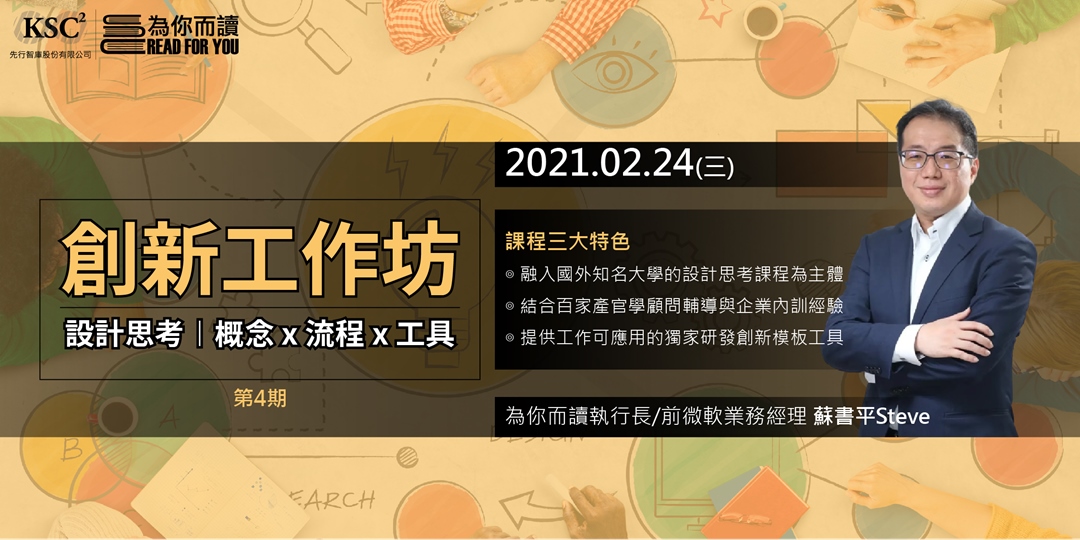 KSC²
先行智庫股份有限公司
為你而讀
READ FOR YOU
2021.02.24(三)
創新工作坊
設計思考｜概念 x 流程 x 工具
第4期
課程三大特色
◎ 融入國外知名大學的設計思考課程為主體
◎ 結合百家產官學顧問輔導與企業內訓經驗
◎ 提供工作可應用的獨家研發創新模板工具
為你而讀執行長/前微軟業務經理 蘇書平Steve
A
B
DESIGN
EARCH